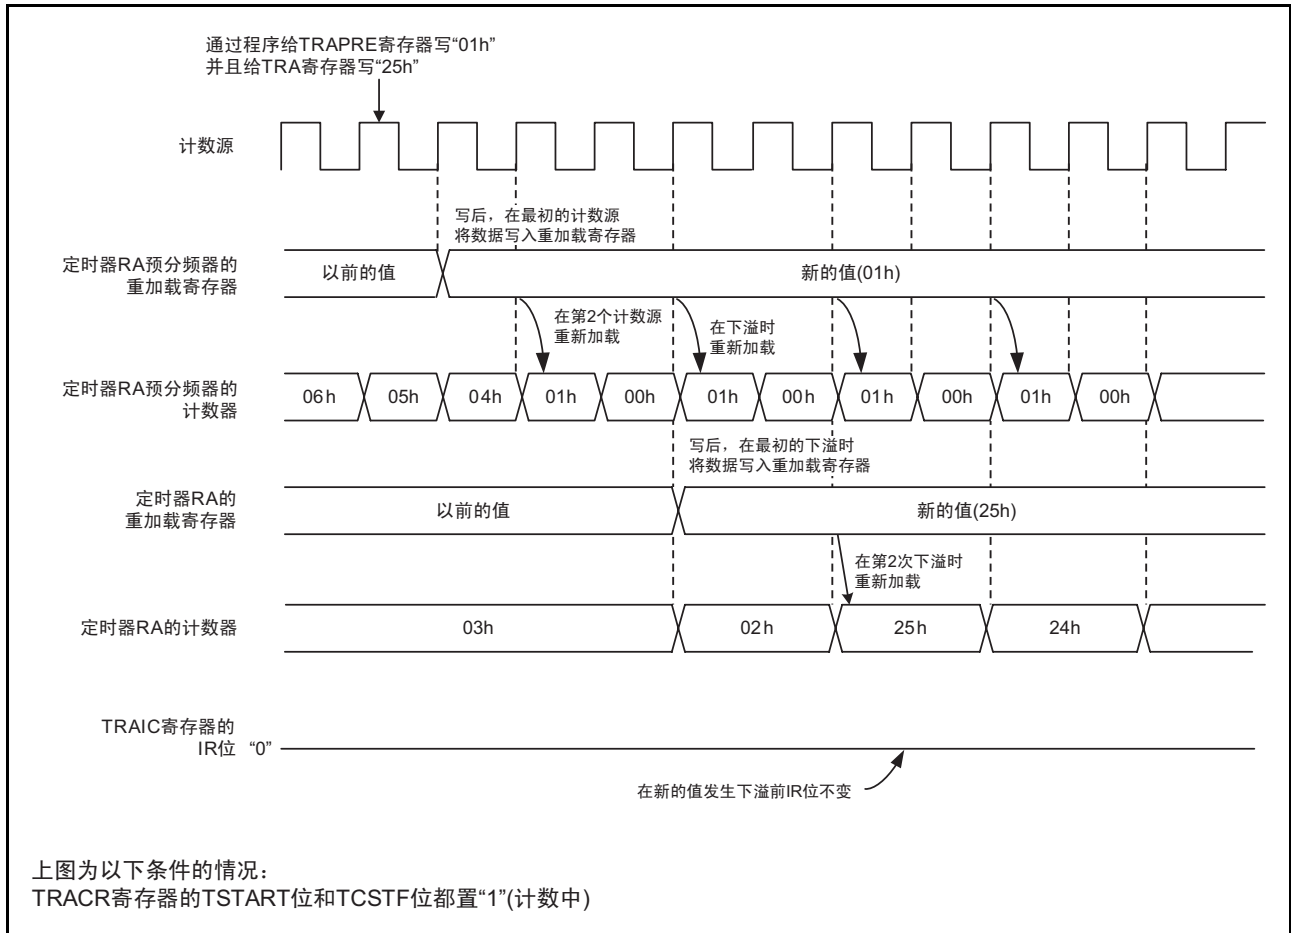 通过程序给TRAPRE寄存器写“01h”
并且给TRA寄存器写“25h”
计数源
写后，在最初的计数源
将数据写入重加载寄存器
定时器RA预分频器的
重加载寄存器
以前的值
新的值(01h)
在第2个计数源
重新加载
在下溢时
重新加载
定时器RA预分频器的
计数器
06h
05h
04h
01h
00h
01h
00h
01h
00h
01h
00h
写后，在最初的下溢时
将数据写入重加载寄存器
定时器RA的
重加载寄存器
以前的值
新的值(25h)
在第2次下溢时
重新加载
定时器RA的计数器
03h
02h
25h
24h
TRAIC寄存器的
IR位 “0”
在新的值发生下溢前IR位不变
上图为以下条件的情况：
TRACR寄存器的TSTART位和TCSTF位都置“1”(计数中)